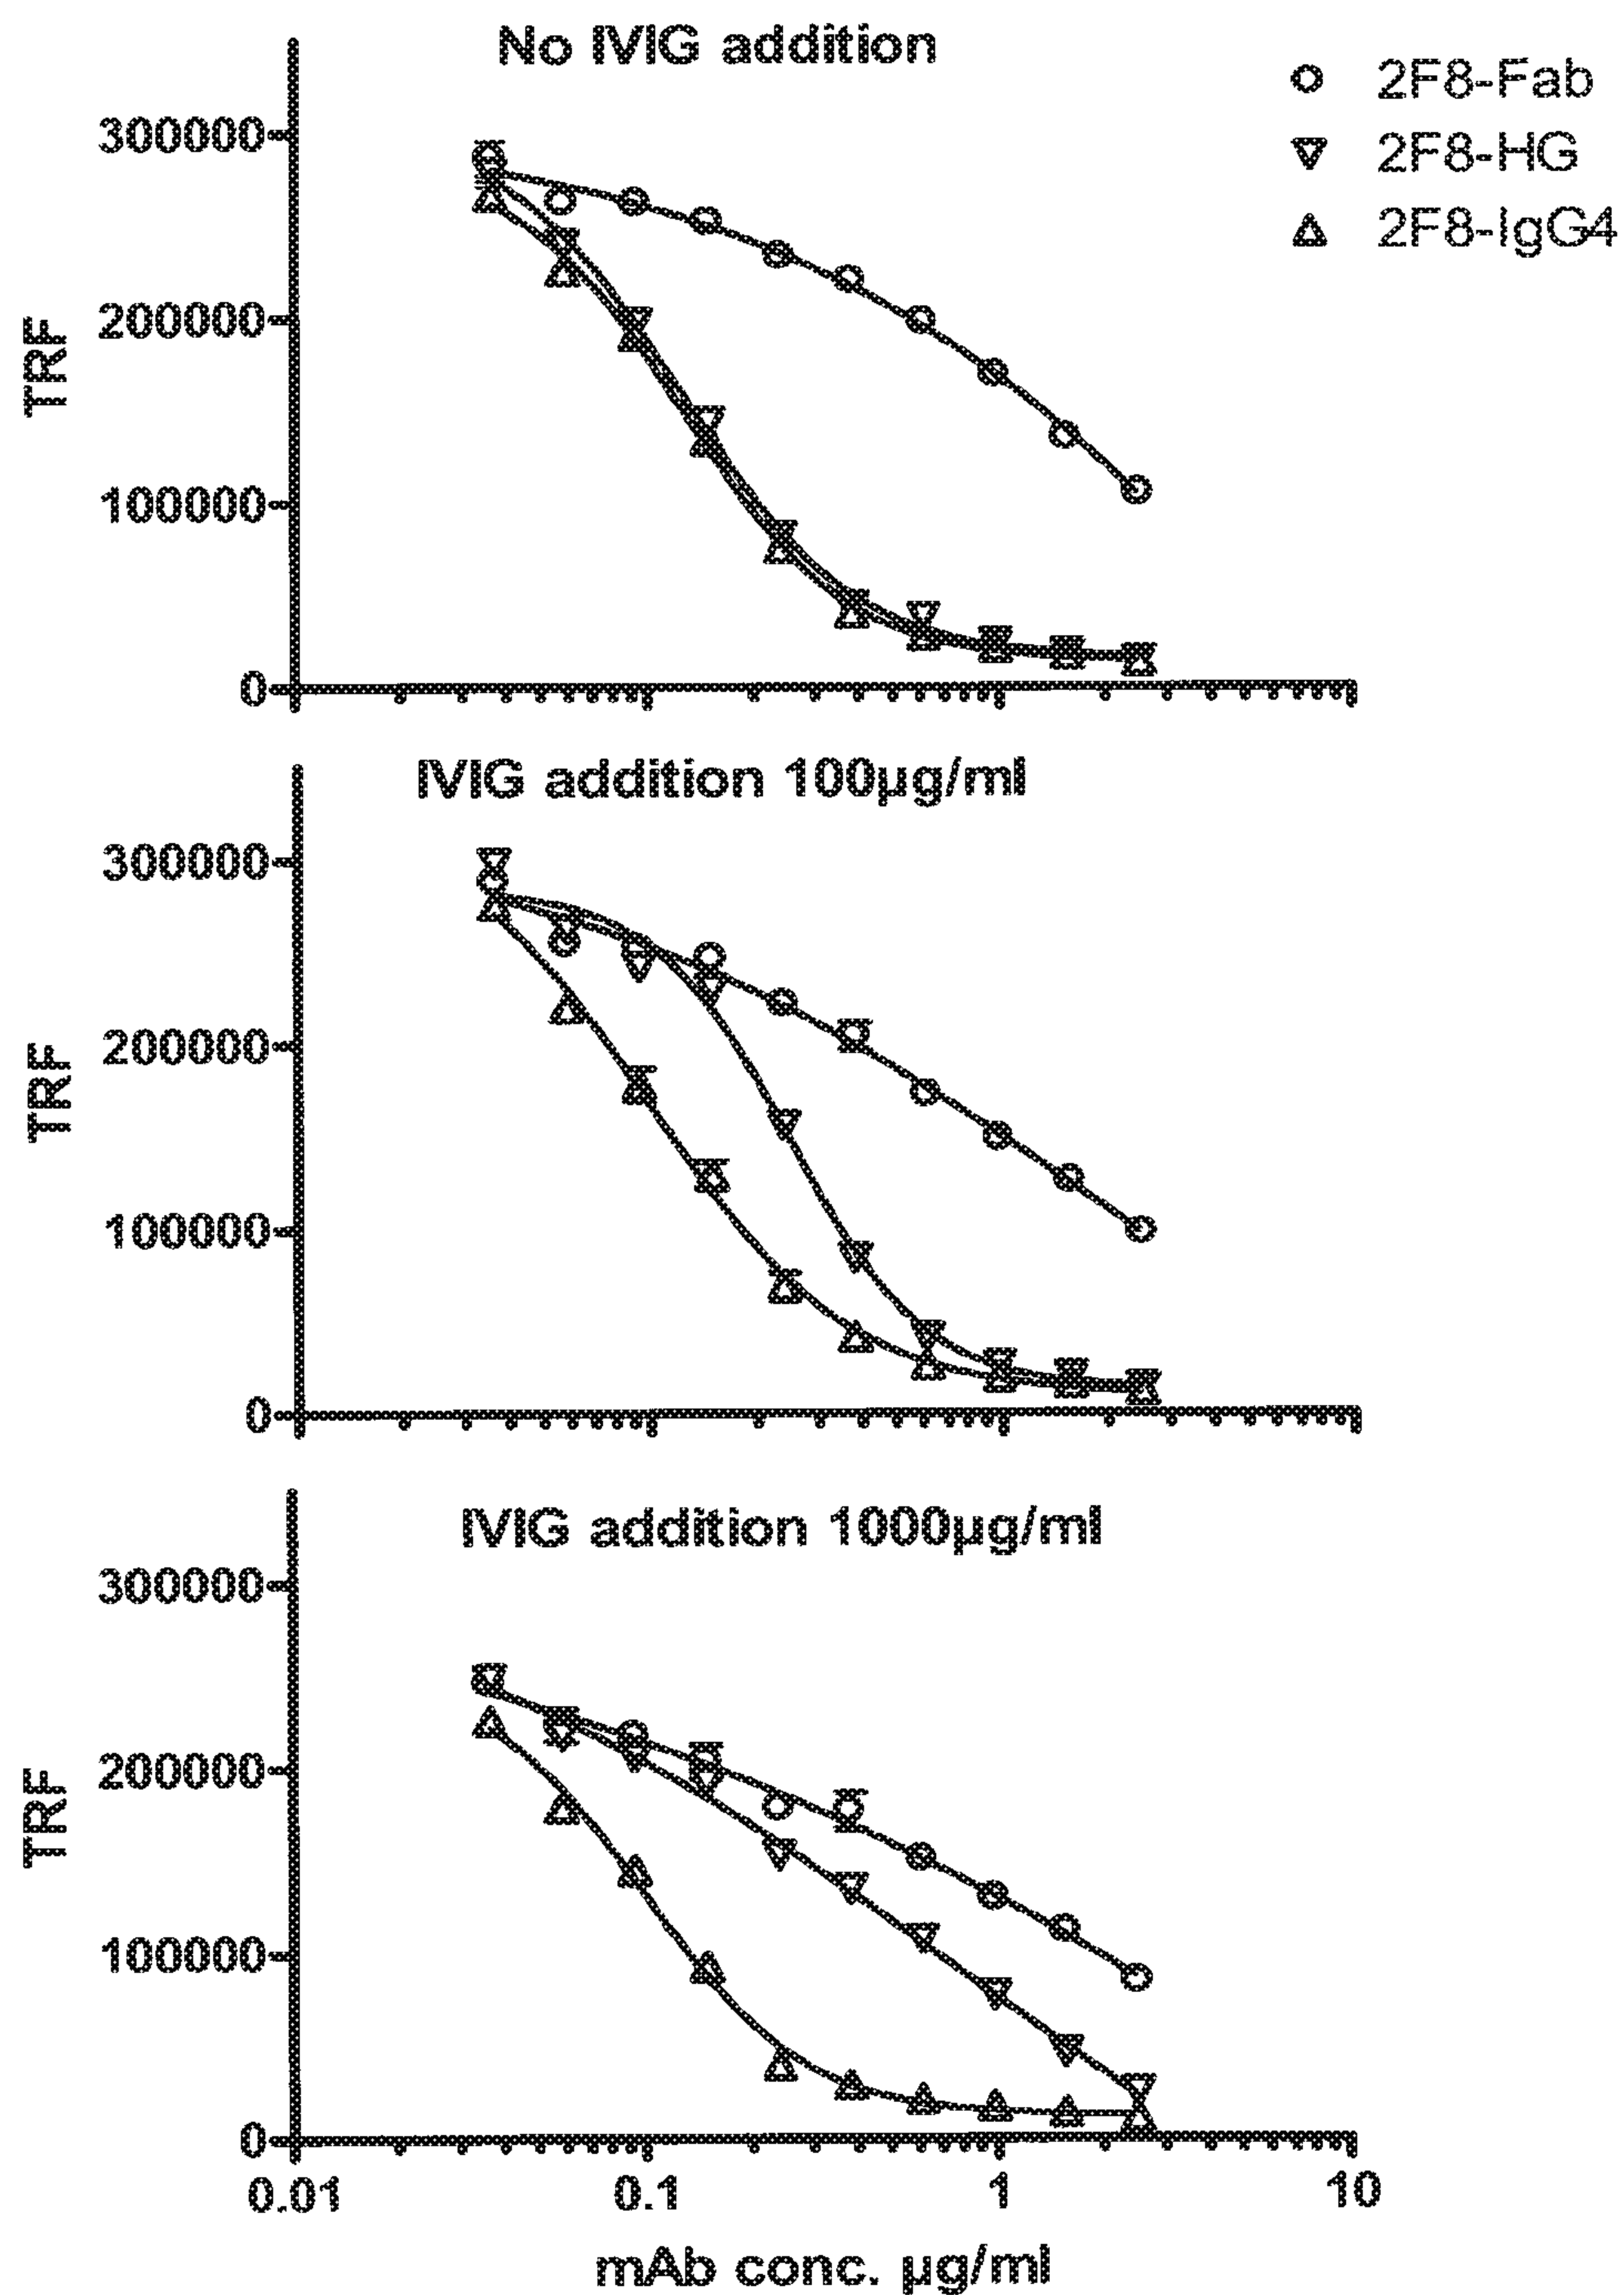 No IVIG addition
2F8-Fab
2F8-HG
2F8-IgG4
300000
200000
100000
0
TRF
IVIG addition 100µg/ml
300000
200000
100000
0
TRF
IVIG addition 1000µg/ml
300000
200000
100000
0
TRF
0.01 0.1 1 10
mAb conc. µg/ml